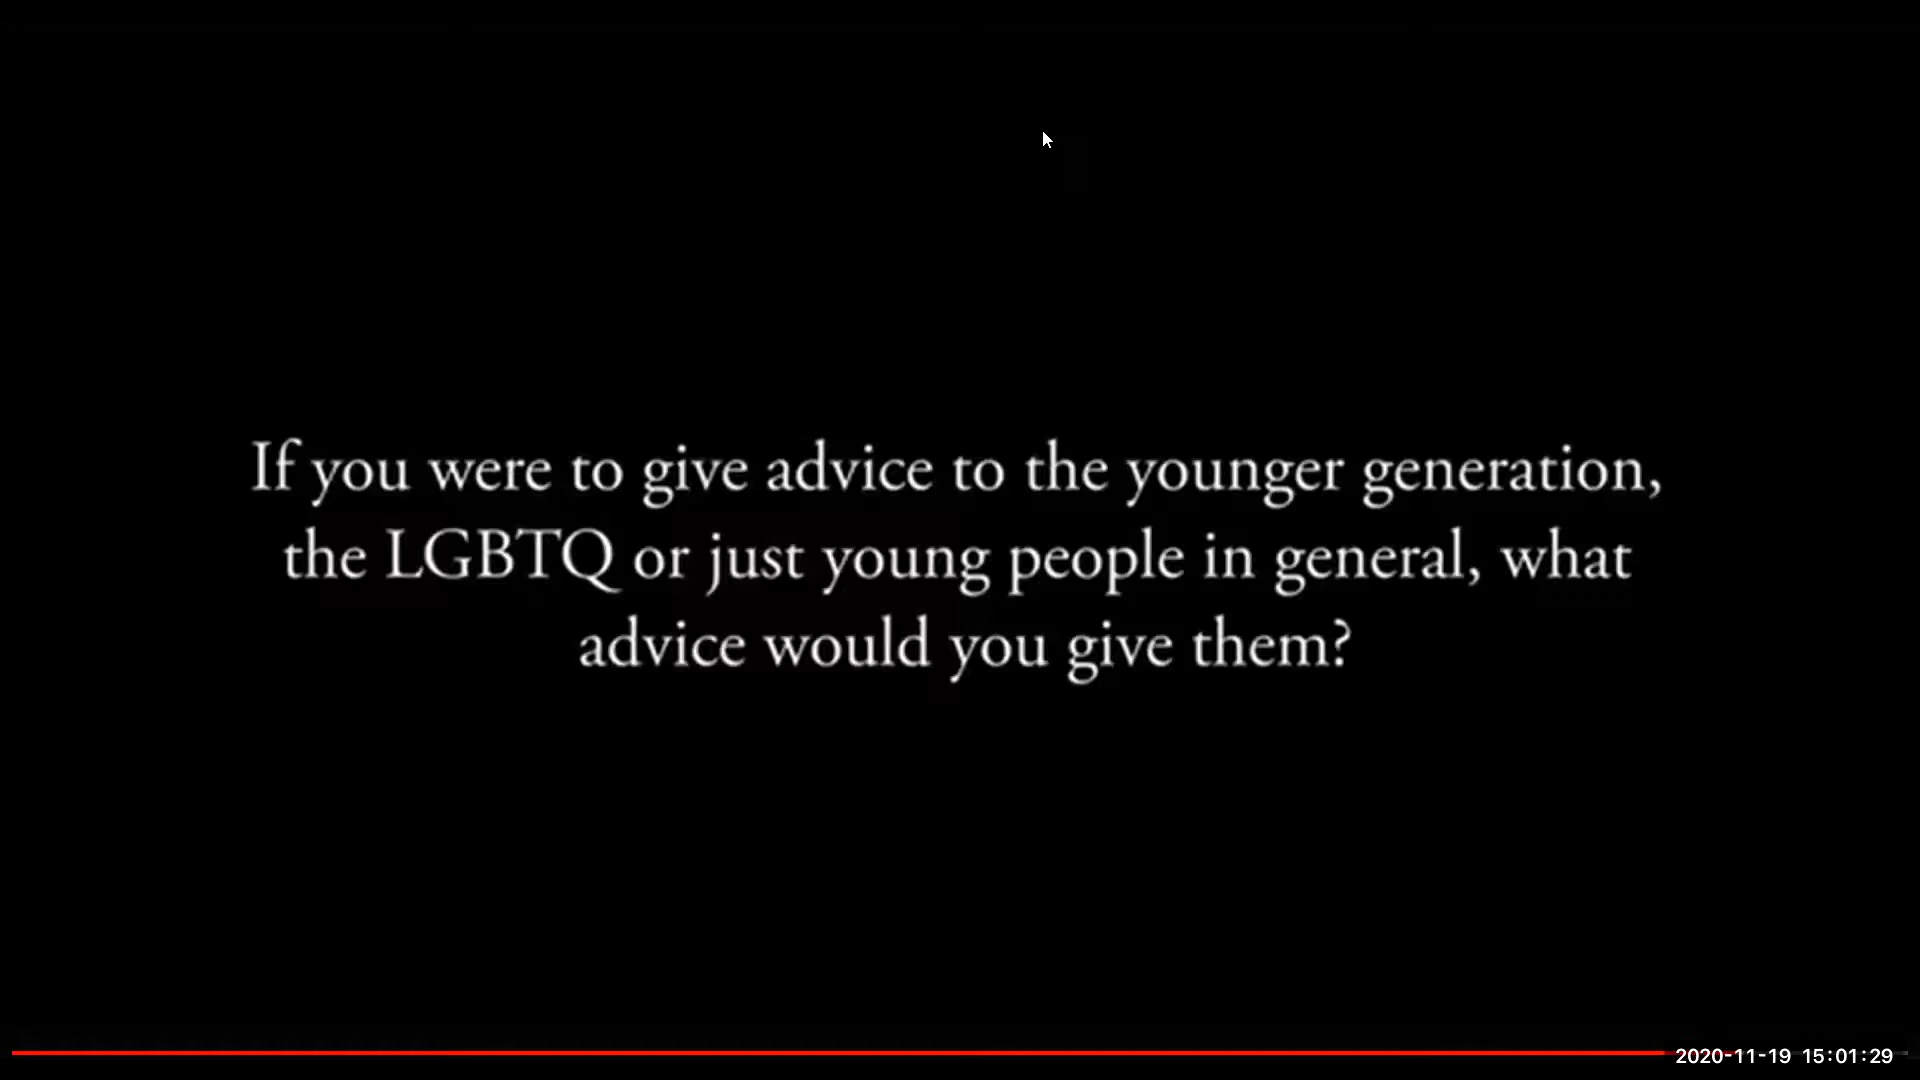 If you were to give advice to the younger generation,
the LGBTQ or just young people in general, what
advice would you give them?
2020-11-19 15:01:29